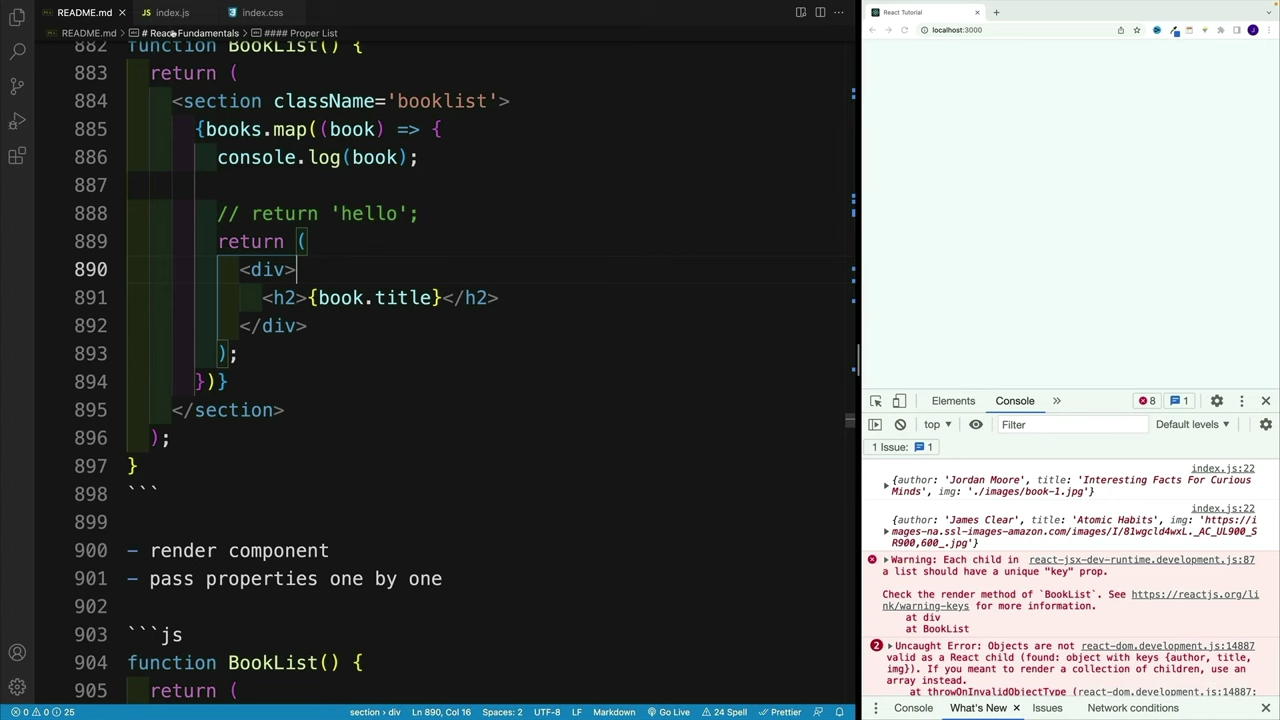 README.md
index.js
index.css
README.md > # React Fundamentals > #### Proper List
882 function BookList() {
883 return (
884 <section className='booklist'>
885 {books.map((book) => {
886 console.log(book);
887
888 // return 'hello';
889 return (
890 <div>
891 <h2>{book.title}</h2>
892 </div>
893 );
894 })}
895 </section>
896 );
897 }
898 ```
899
900 - render component
901 - pass properties one by one
902
903 ```js
904 function BookList() {
905 return (
0 0 25
section > div
Ln 890, Col 16
Spaces: 2
UTF-8
LF
Markdown
Go Live
24 Spell
Prettier
React Tutorial
localhost:3000
J
Elements
Console
8
1
top
Filter
Default levels
1 Issue: 1
index.js:22
{author: 'Jordan Moore', title: 'Interesting Facts For Curious
Minds', img: './images/book-1.jpg'}
index.js:22
{author: 'James Clear', title: 'Atomic Habits', img: 'https://i
mages-na.ssl-images-amazon.com/images/I/81wgcld4wxL._AC_UL900_S
R900,600_.jpg'}
Warning: Each child in react-jsx-dev-runtime.development.js:87
a list should have a unique "key" prop.
Check the render method of `BookList`. See https://reactjs.org/li
nk/warning-keys for more information.
at div
at BookList
2 Uncaught Error: Objects are not react-dom.development.js:14887
valid as a React child (found: object with keys {author, title,
img}). If you meant to render a collection of children, use an
array instead.
at throwOnInvalidObjectType (react-dom.development.js:14887:
Console
What's New
Issues
Network conditions